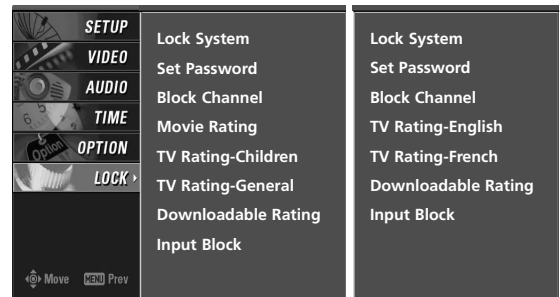 SETUP
VIDEO
AUDIO
TIME
Option
OPTION
LOCK
Move MENU Prev
Lock System
Set Password
Block Channel
Movie Rating
TV Rating-Children
TV Rating-General
Downloadable Rating
Input Block
Lock System
Set Password
Block Channel
TV Rating-English
TV Rating-French
Downloadable Rating
Input Block